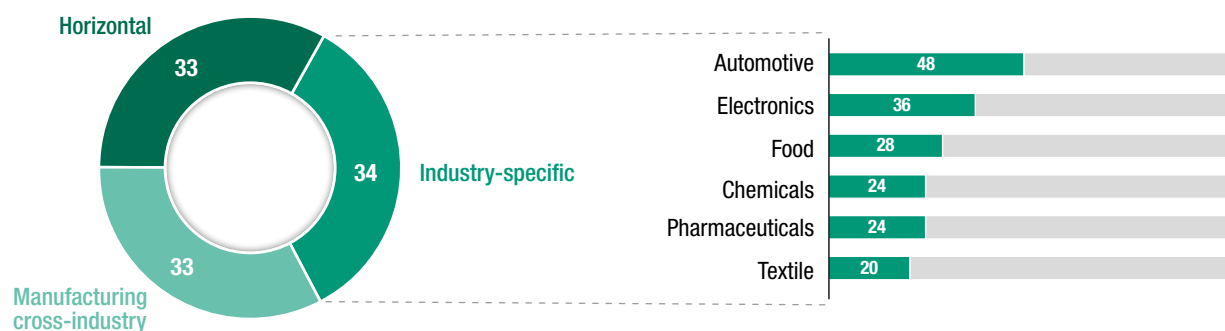 Horizontal
33
34
Industry-specific
33
Manufacturing
cross-industry
Automotive
48
Electronics
36
Food
28
Chemicals
24
Pharmaceuticals
24
Textile
20